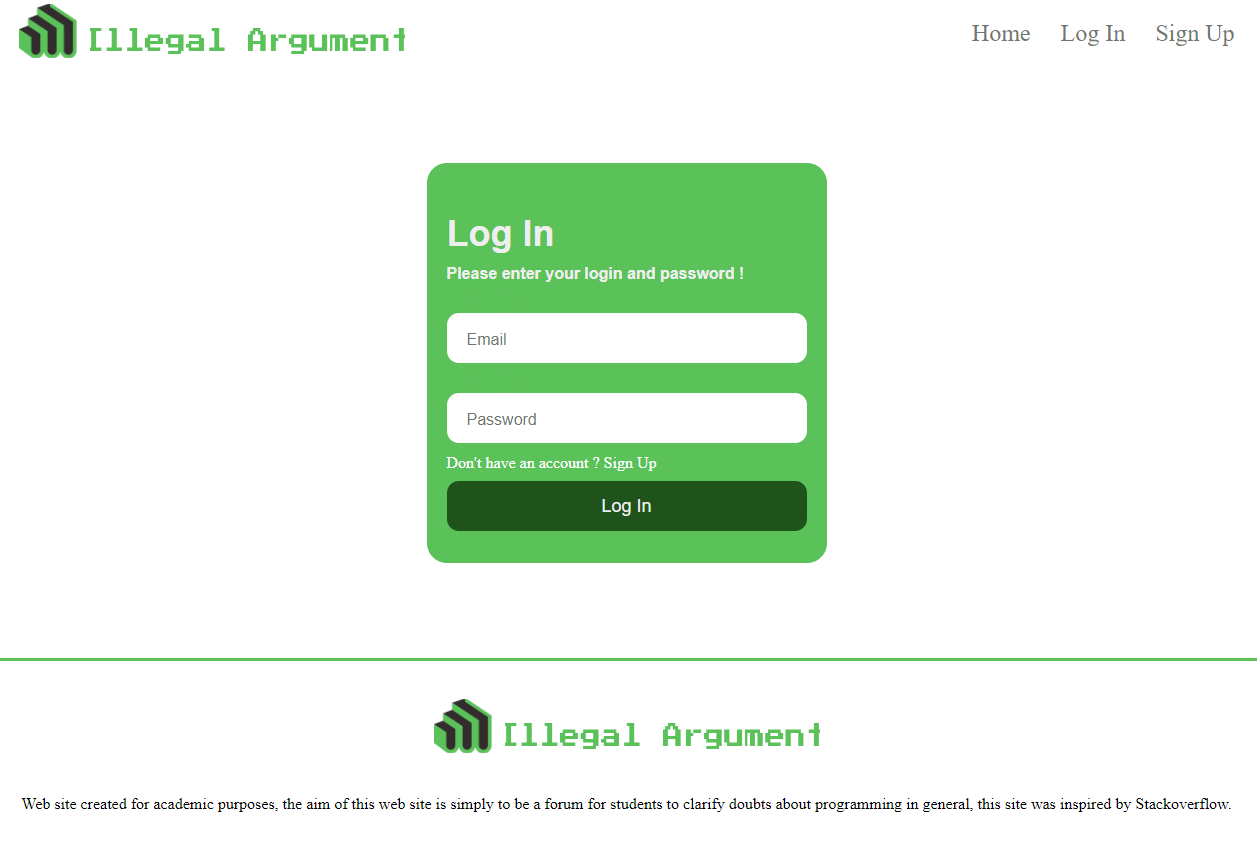 Illegal Argument
Home Log In Sign Up
Log In
Please enter your login and password !
Email
Password
Don't have an account ? Sign Up
Log In
Illegal Argument
Web site created for academic purposes, the aim of this web site is simply to be a forum for students to clarify doubts about programming in general, this site was inspired by Stackoverflow.